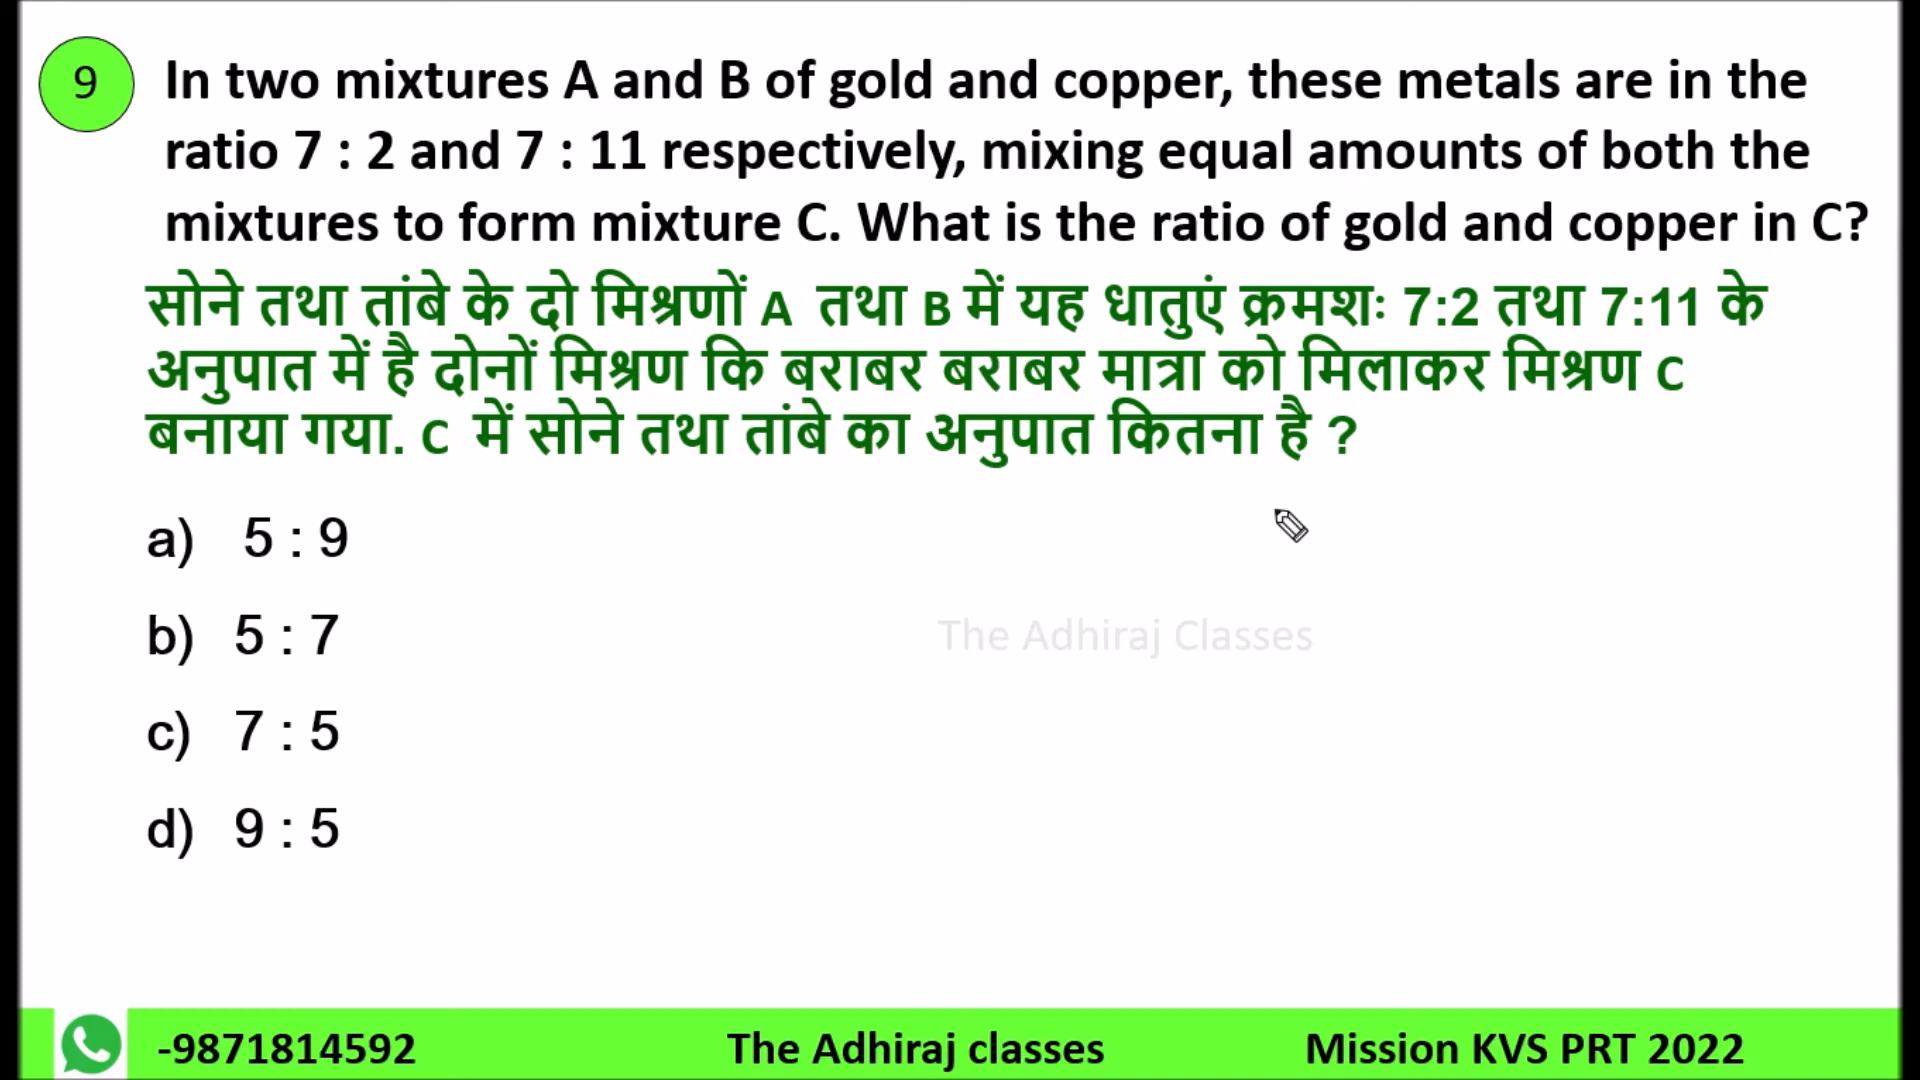 9
In two mixtures A and B of gold and copper, these metals are in the
ratio 7 : 2 and 7 : 11 respectively, mixing equal amounts of both the
mixtures to form mixture C. What is the ratio of gold and copper in C?
सोने तथा तांबे के दो मिश्रणों A तथा B में यह धातुएं क्रमशः 7:2 तथा 7:11 के
अनुपात में है दोनों मिश्रण कि बराबर बराबर मात्रा को मिलाकर मिश्रण C
बनाया गया. C में सोने तथा तांबे का अनुपात कितना है ?
a) 5 : 9
b) 5 : 7
The Adhiraj Classes
c) 7 : 5
d) 9 : 5
-9871814592 The Adhiraj classes Mission KVS PRT 2022